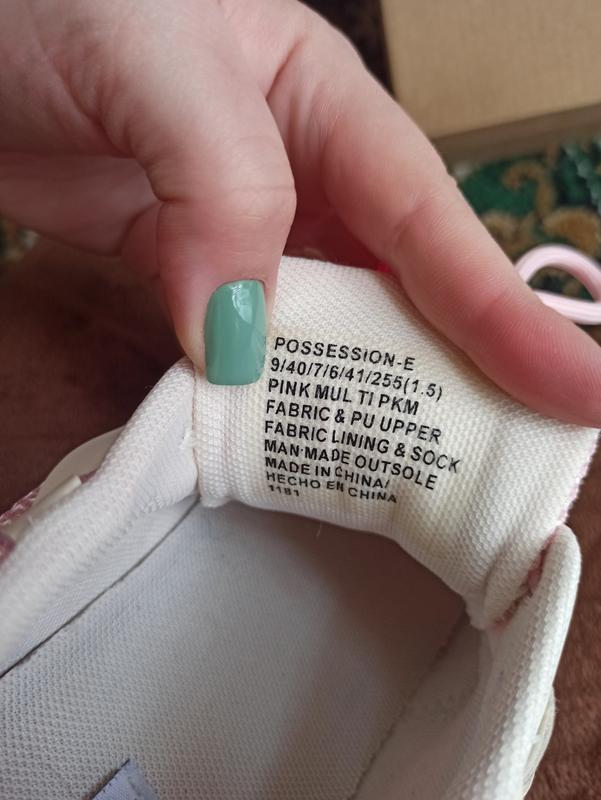 POSSESSION-E
9/40/7/6/41/255(1.5)
PINK MUL TI PKM
FABRIC & PU UPPER
FABRIC LINING & SOCK
MAN-MADE OUTSOLE
MADE IN CHINA/
HECHO EN CHINA
1181